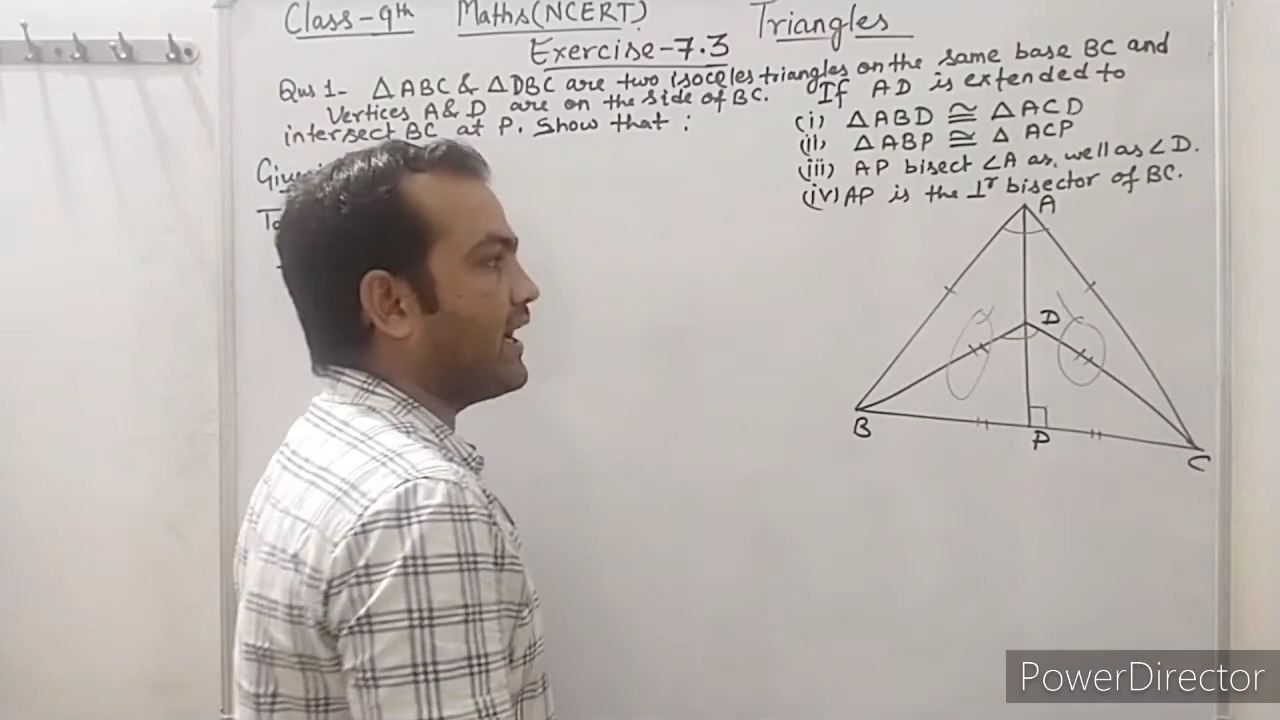 Class-9th Maths(NCERT) Triangles
Exercise-7.3
Qus 1- △ABC & △DBC are two isoceles triangles on the same base BC and
Vertices A & D are on the side of BC. If AD is extended to
intersect BC at P. Show that :
(i) △ABD ≅ △ACD
(ii) △ABP ≅ △ACP
(iii) AP bisect ∠A as well as ∠D.
(iv) AP is the ⊥r bisector of BC.
A
D
B
P
C
PowerDirector